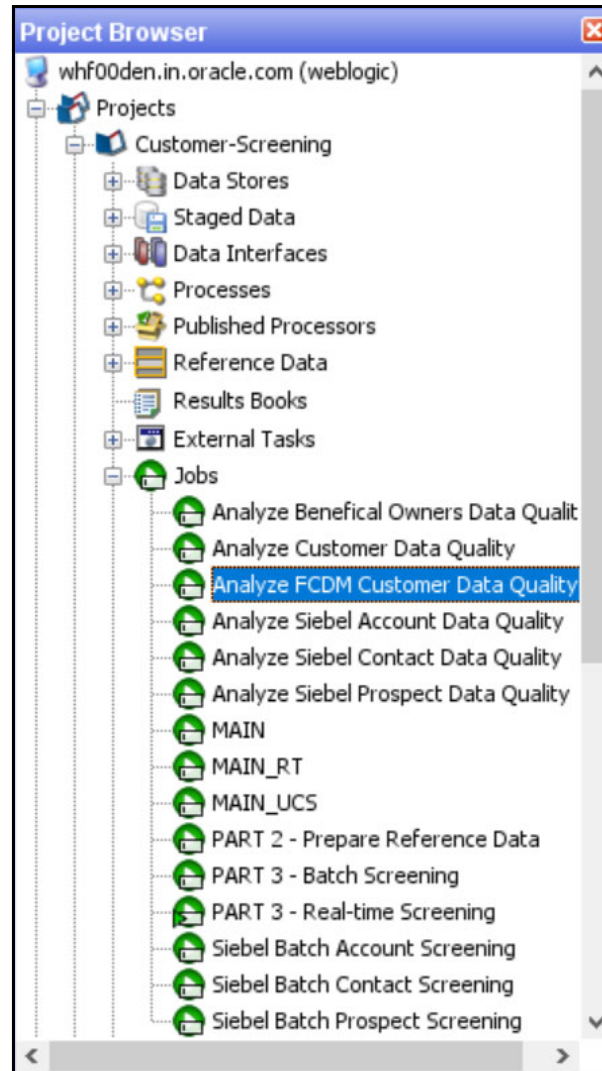 Project Browser
whf00den.in.oracle.com (weblogic)
Projects
Customer-Screening
Data Stores
Staged Data
Data Interfaces
Processes
Published Processors
Reference Data
Results Books
External Tasks
Jobs
Analyze Benefical Owners Data Qualit
Analyze Customer Data Quality
Analyze FCDM Customer Data Quality
Analyze Siebel Account Data Quality
Analyze Siebel Contact Data Quality
Analyze Siebel Prospect Data Quality
MAIN
MAIN_RT
MAIN_UCS
PART 2 - Prepare Reference Data
PART 3 - Batch Screening
PART 3 - Real-time Screening
Siebel Batch Account Screening
Siebel Batch Contact Screening
Siebel Batch Prospect Screening